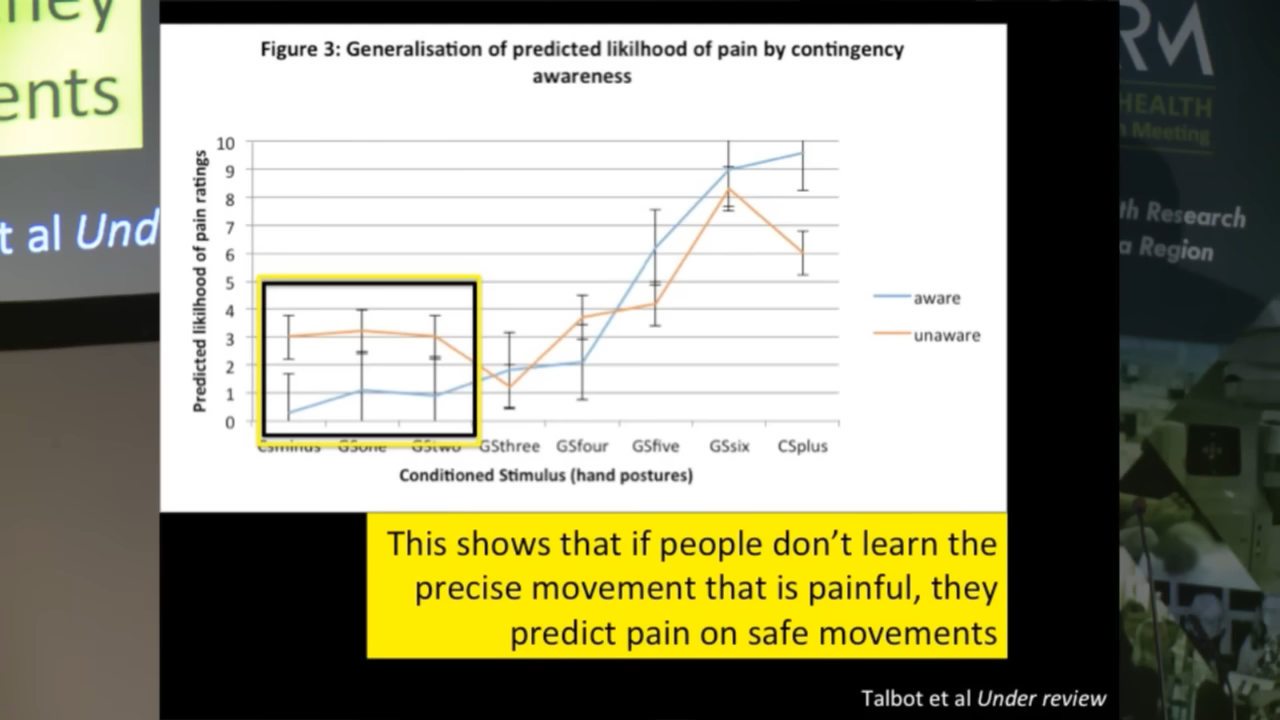 ents
t al Und
Figure 3: Generalisation of predicted likilhood of pain by contingency
awareness
Predicted likilhood of pain ratings
10
9
8
7
6
5
4
3
2
1
0
Csminus GSone GStwo GSthree GSfour GSfive GSsix CSplus
Conditioned Stimulus (hand postures)
aware
unaware
This shows that if people don't learn the
precise movement that is painful, they
predict pain on safe movements
Talbot et al Under review
RM
HEALTH
Meeting
th Research
a Region